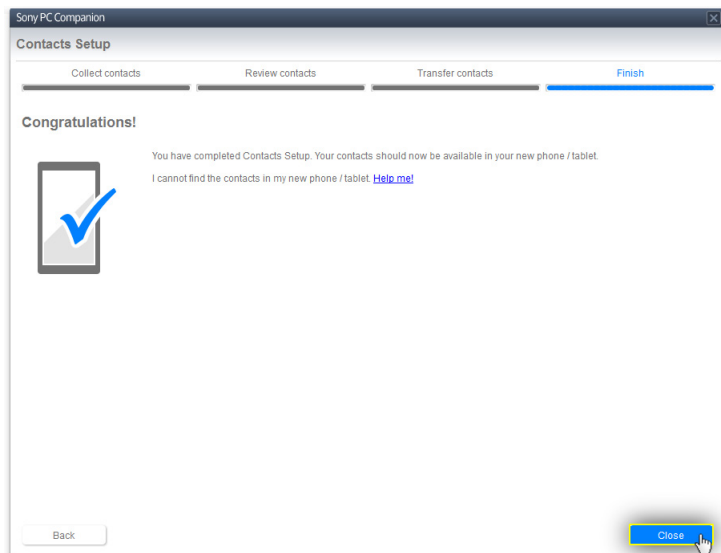 Sony PC Companion
Contacts Setup
Collect contacts Review contacts Transfer contacts Finish
Congratulations!
You have completed Contacts Setup. Your contacts should now be available in your new phone / tablet.
I cannot find the contacts in my new phone / tablet. Help me!
Back Close